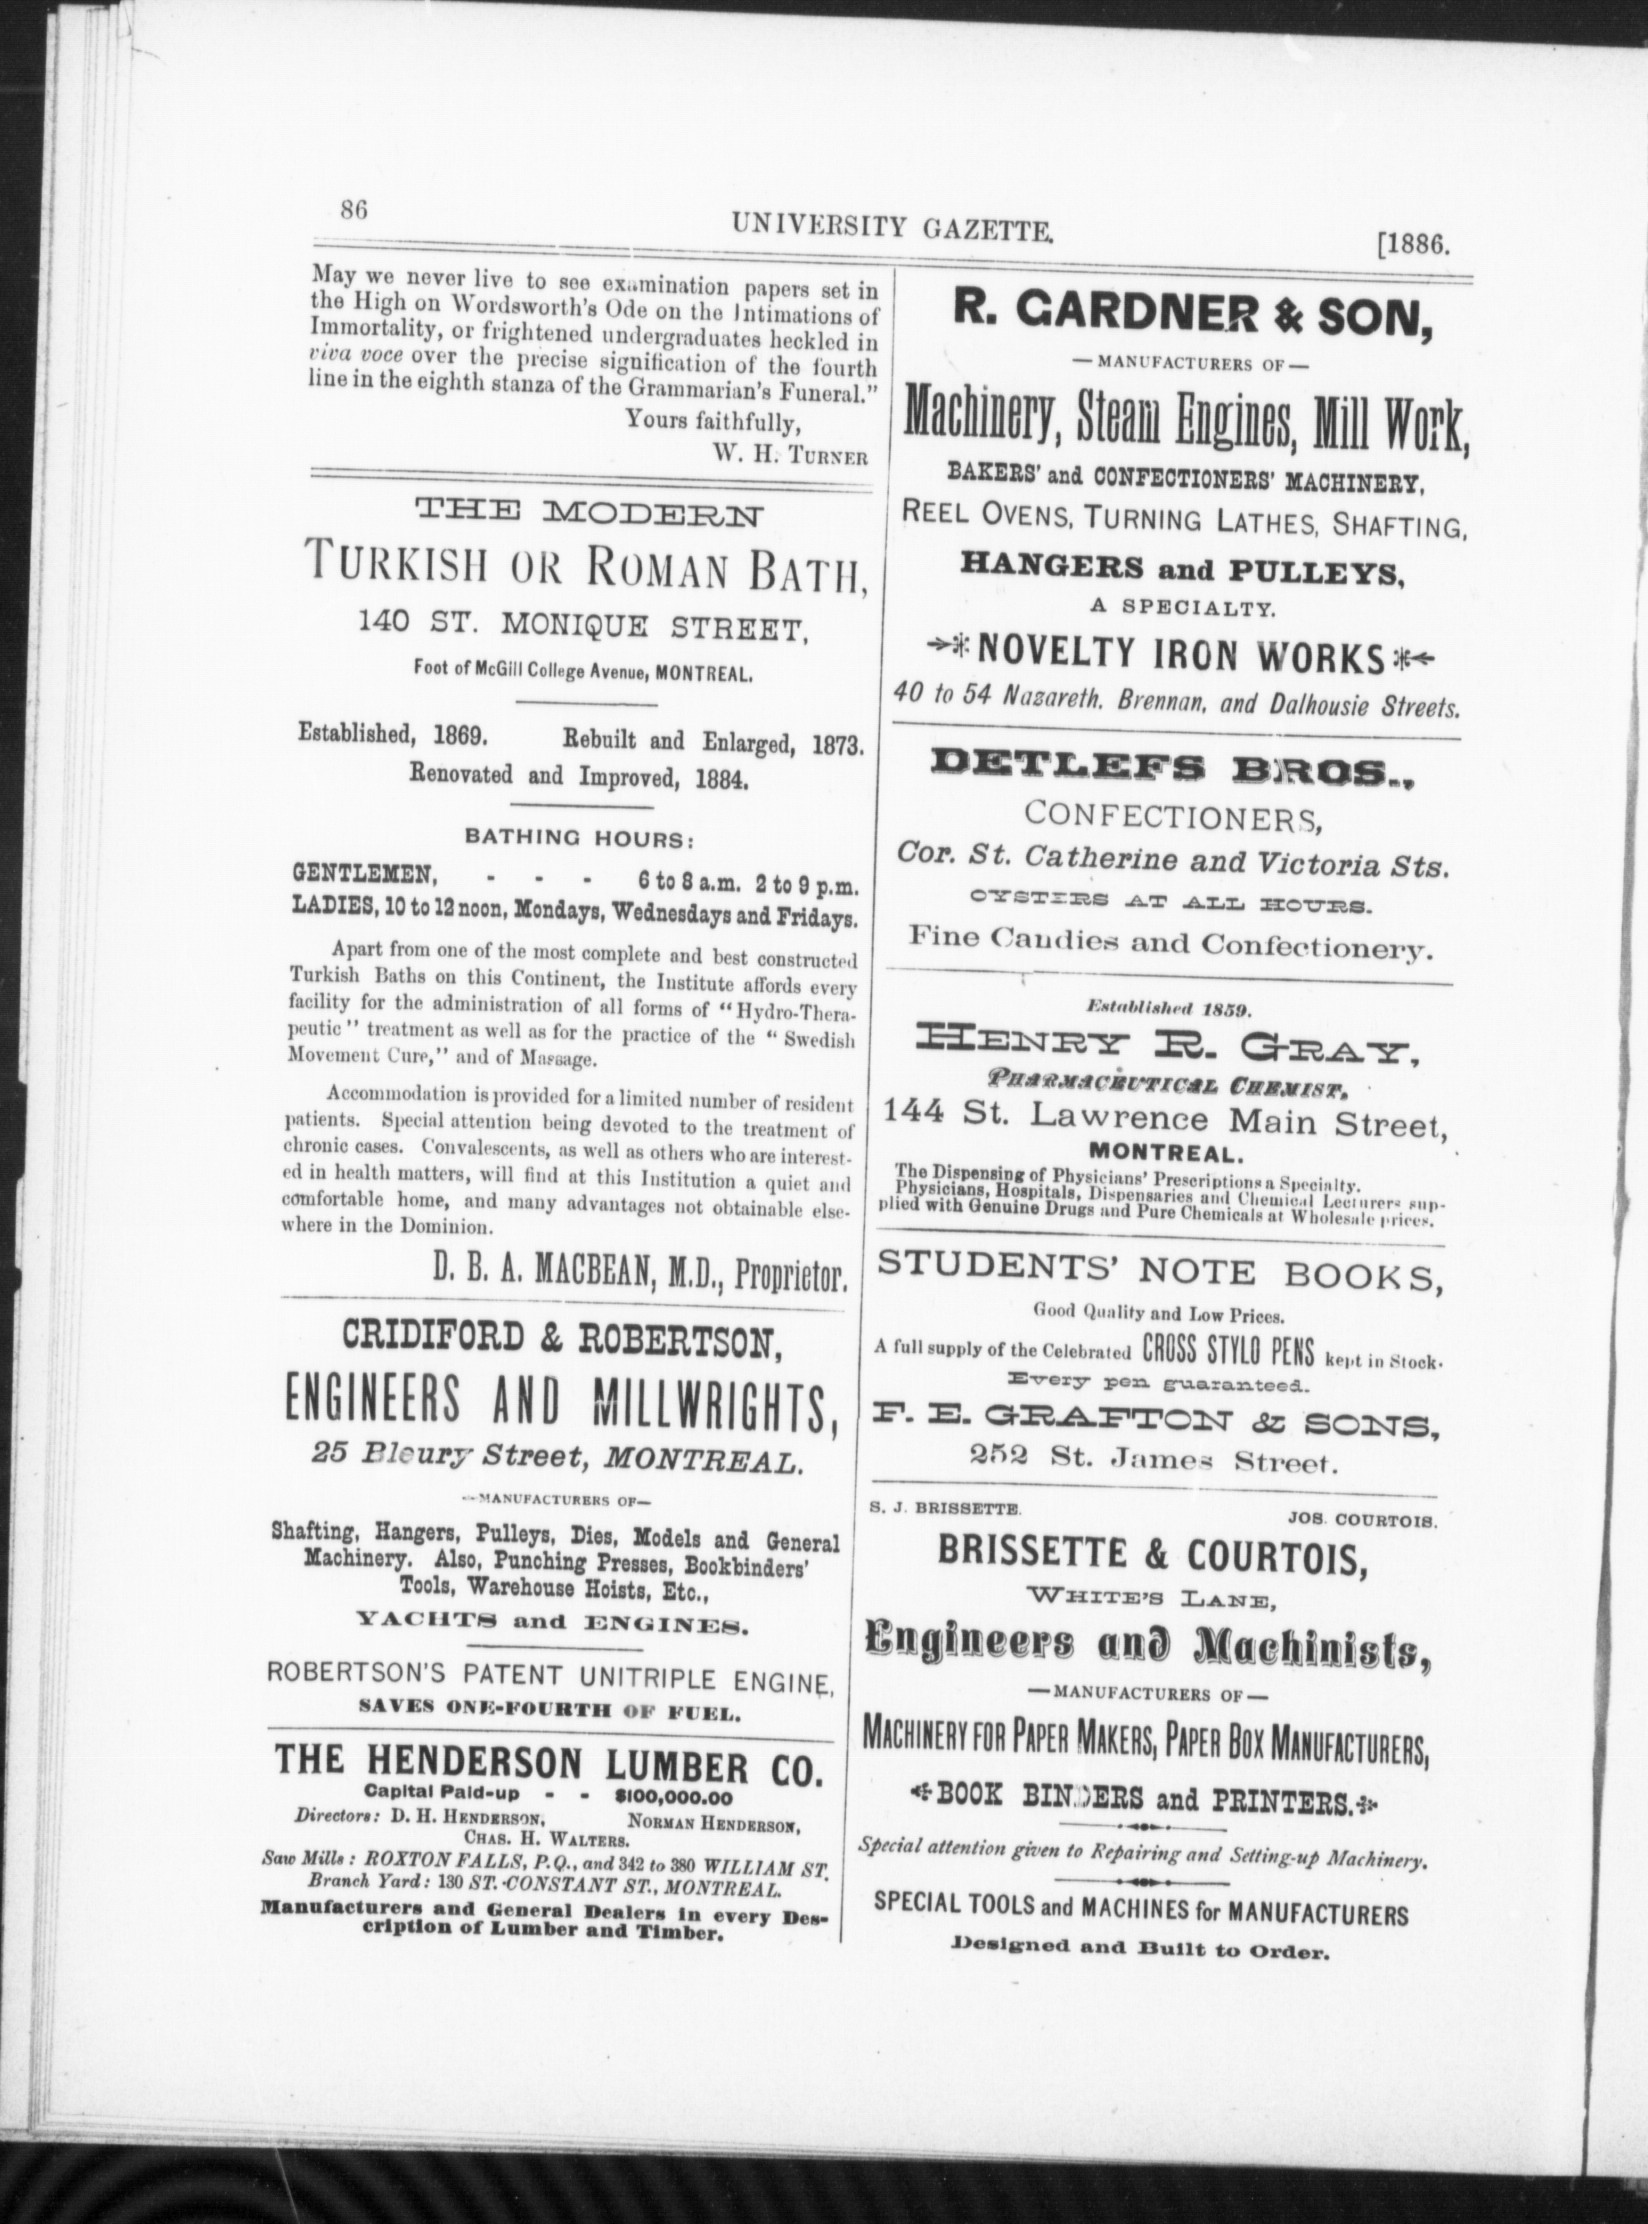 86
UNIVERSITY GAZETTE.
[1886.
May we never live to see examination papers set in
the High on Wordsworth's Ode on the Intimations of
Immortality, or frightened undergraduates heckled in
viva voce over the precise signification of the fourth
line in the eighth stanza of the Grammarian's Funeral."
Yours faithfully,
W. H. TURNER
THE MODERN
TURKISH OR ROMAN BATH,
140 ST. MONIQUE STREET,
Foot of McGill College Avenue, MONTREAL.
Established, 1869. Rebuilt and Enlarged, 1873.
Renovated and Improved, 1884.
BATHING HOURS:
GENTLEMEN, - - - 6 to 8 a.m. 2 to 9 p.m.
LADIES, 10 to 12 noon, Mondays, Wednesdays and Fridays.
Apart from one of the most complete and best constructed
Turkish Baths on this Continent, the Institute affords every
facility for the administration of all forms of "Hydro-Thera-
peutic" treatment as well as for the practice of the "Swedish
Movement Cure," and of Massage.
Accommodation is provided for a limited number of resident
patients. Special attention being devoted to the treatment of
chronic cases. Convalescents, as well as others who are interest-
ed in health matters, will find at this Institution a quiet and
comfortable home, and many advantages not obtainable else-
where in the Dominion.
D. B. A. MACBEAN, M.D., Proprietor.
CRIDIFORD & ROBERTSON,
ENGINEERS AND MILLWRIGHTS,
25 Bleury Street, MONTREAL.
—MANUFACTURERS OF—
Shafting, Hangers, Pulleys, Dies, Models and General
Machinery. Also, Punching Presses, Bookbinders'
Tools, Warehouse Hoists, Etc.,
YACHTS and ENGINES.
ROBERTSON'S PATENT UNITRIPLE ENGINE,
SAVES ONE-FOURTH OF FUEL.
THE HENDERSON LUMBER CO.
Capital Paid-up - - $100,000.00
Directors: D. H. HENDERSON, NORMAN HENDERSON,
CHAS. H. WALTERS.
Saw Mills: ROXTON FALLS, P.Q., and 342 to 380 WILLIAM ST.
Branch Yard: 130 ST. CONSTANT ST., MONTREAL.
Manufacturers and General Dealers in every Des-
cription of Lumber and Timber.
R. GARDNER & SON,
—MANUFACTURERS OF—
Machinery, Steam Engines, Mill Work,
BAKERS' and CONFECTIONERS' MACHINERY,
REEL OVENS, TURNING LATHES, SHAFTING,
HANGERS and PULLEYS,
A SPECIALTY.
NOVELTY IRON WORKS
40 to 54 Nazareth, Brennan, and Dalhousie Streets.
DETLEFS BROS.,
CONFECTIONERS,
Cor. St. Catherine and Victoria Sts.
OYSTERS AT ALL HOURS.
Fine Candies and Confectionery.
Established 1859.
HENRY R. GRAY,
PHARMACEUTICAL CHEMIST,
144 St. Lawrence Main Street,
MONTREAL.
The Dispensing of Physicians' Prescriptions a Specialty.
Physicians, Hospitals, Dispensaries and Chemical Lecturers sup-
plied with Genuine Drugs and Pure Chemicals at Wholesale prices.
STUDENTS' NOTE BOOKS,
Good Quality and Low Prices.
A full supply of the Celebrated CROSS STYLO PENS kept in Stock.
Every pen guaranteed.
F. E. GRAFTON & SONS,
252 St. James Street.
S. J. BRISSETTE. JOS. COURTOIS.
BRISSETTE & COURTOIS,
WHITE'S LANE,
Engineers and Machinists,
—MANUFACTURERS OF—
MACHINERY FOR PAPER MAKERS, PAPER BOX MANUFACTURERS,
BOOK BINDERS and PRINTERS.
Special attention given to Repairing and Setting-up Machinery.
SPECIAL TOOLS and MACHINES for MANUFACTURERS
Designed and Built to Order.